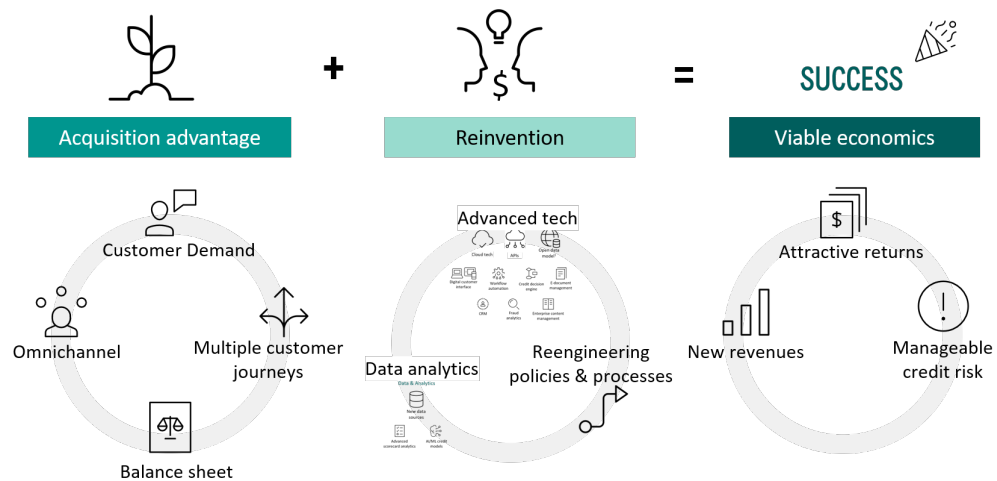 +
=
SUCCESS
Acquisition advantage
Reinvention
Viable economics
Customer Demand
Omnichannel
Multiple customer
journeys
Balance sheet
Advanced tech
Cloud tech
APIs
Open data
model?
Digital customer
interface
Workflow
automation
Credit decision
engine
E-document
management
CRM
Fraud
analytics
Enterprise content
management
Data analytics
Data & Analytics
New data
sources
Advanced
scorecard analytics
AI/ML credit
models
Reengineering
policies & processes
$
$
Attractive returns
New revenues
!
Manageable
credit risk